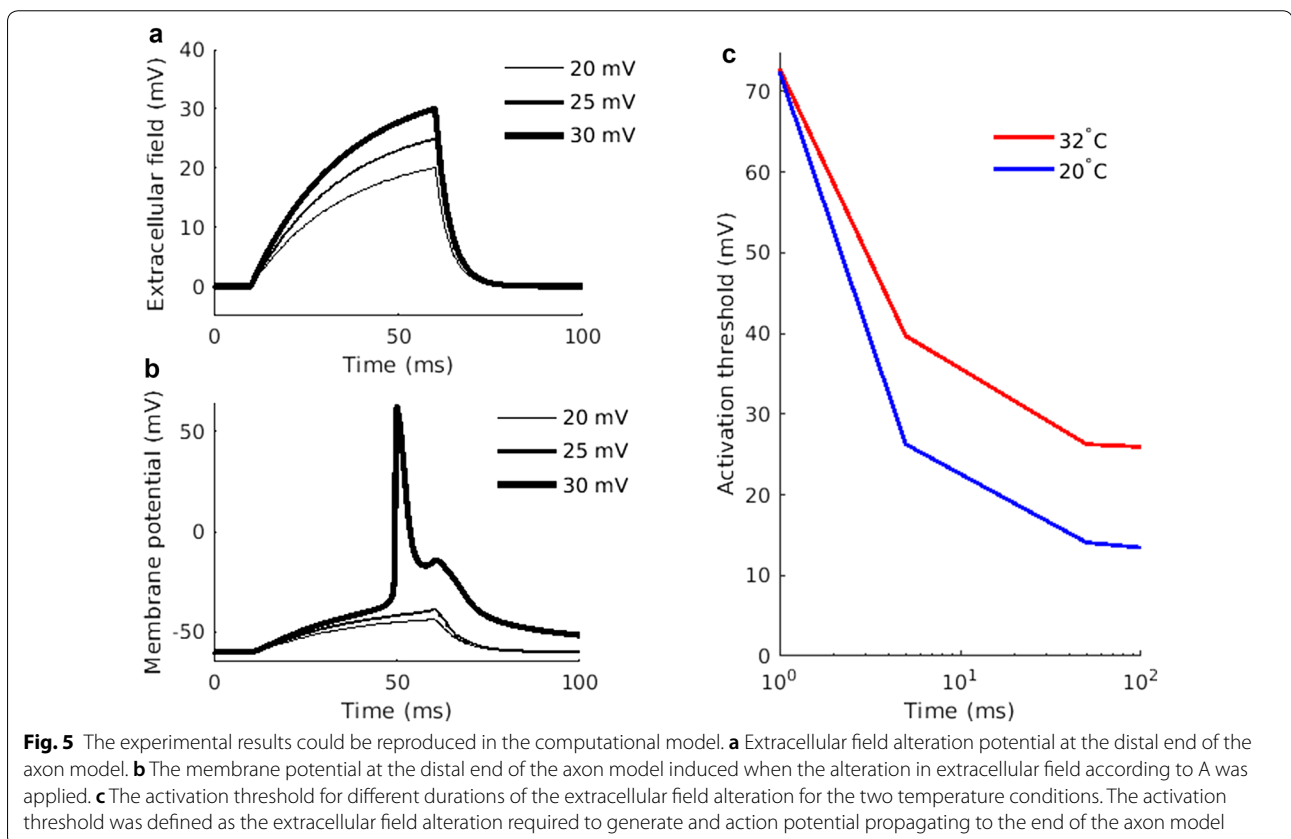 a
Extracellular field (mV)
40
30
20
10
0
20 mV
25 mV
30 mV
0
50
100
Time (ms)
b
Membrane potential (mV)
50
0
-50
20 mV
25 mV
30 mV
0
50
100
Time (ms)
c
Activation threshold (mV)
70
60
50
40
30
20
10
0
32°C
20°C
10⁰
10¹
10²
Time (ms)
Fig. 5 The experimental results could be reproduced in the computational model. a Extracellular field alteration potential at the distal end of the
axon model. b The membrane potential at the distal end of the axon model induced when the alteration in extracellular field according to A was
applied. c The activation threshold for different durations of the extracellular field alteration for the two temperature conditions. The activation
threshold was defined as the extracellular field alteration required to generate and action potential propagating to the end of the axon model